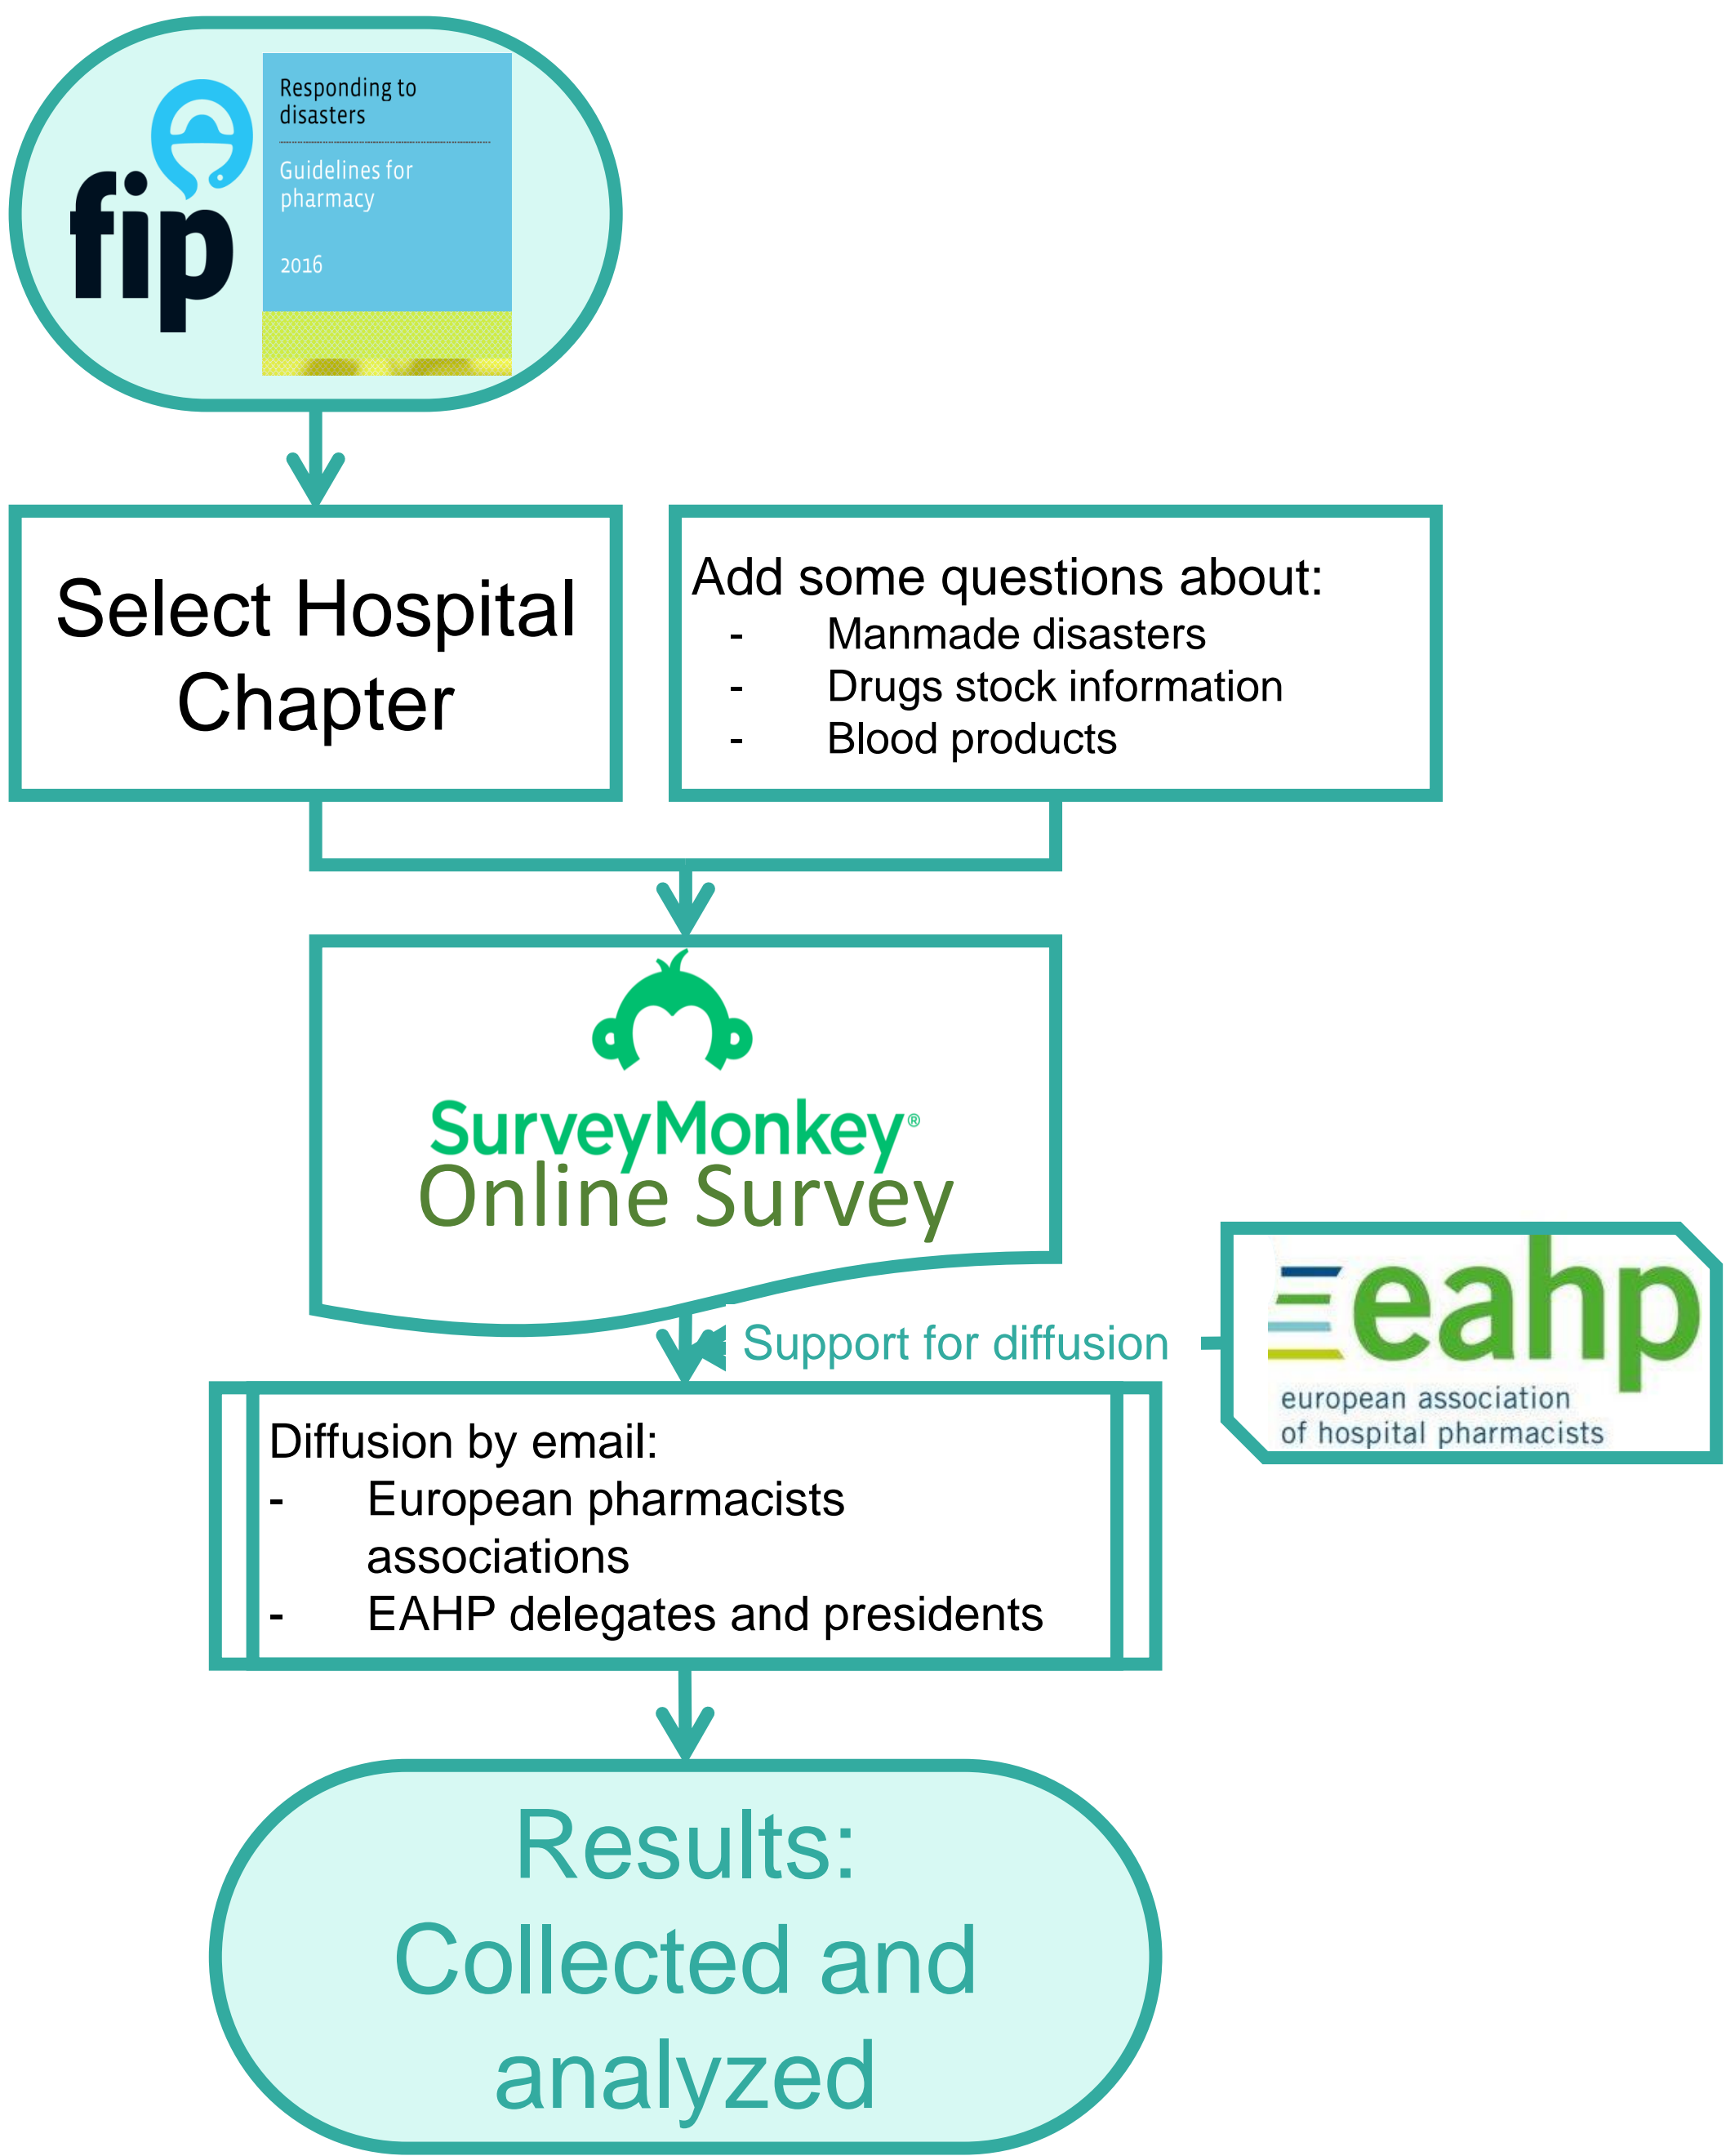 fip
Responding to
disasters
Guidelines for
pharmacy
2016
Select Hospital
Chapter
Add some questions about:
- Manmade disasters
- Drugs stock information
- Blood products
SurveyMonkey®
Online Survey
Support for diffusion
eahp
european association
of hospital pharmacists
Diffusion by email:
- European pharmacists
associations
- EAHP delegates and presidents
Results:
Collected and
analyzed